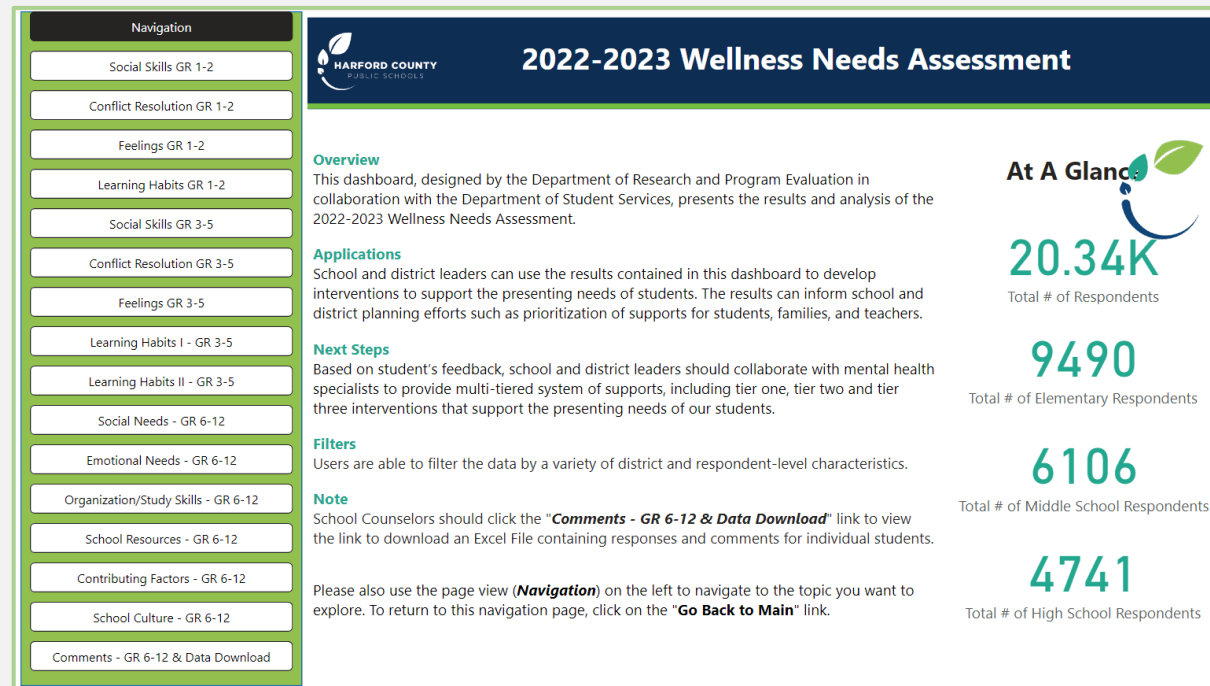 Navigation
Social Skills GR 1-2
Conflict Resolution GR 1-2
Feelings GR 1-2
Learning Habits GR 1-2
Social Skills GR 3-5
Conflict Resolution GR 3-5
Feelings GR 3-5
Learning Habits I - GR 3-5
Learning Habits II - GR 3-5
Social Needs - GR 6-12
Emotional Needs - GR 6-12
Organization/Study Skills - GR 6-12
School Resources - GR 6-12
Contributing Factors - GR 6-12
School Culture - GR 6-12
Comments - GR 6-12 & Data Download
HARFORD COUNTY
PUBLIC SCHOOLS
2022-2023 Wellness Needs Assessment
Overview
This dashboard, designed by the Department of Research and Program Evaluation in
collaboration with the Department of Student Services, presents the results and analysis of the
2022-2023 Wellness Needs Assessment.
Applications
School and district leaders can use the results contained in this dashboard to develop
interventions to support the presenting needs of students. The results can inform school and
district planning efforts such as prioritization of supports for students, families, and teachers.
Next Steps
Based on student's feedback, school and district leaders should collaborate with mental health
specialists to provide multi-tiered system of supports, including tier one, tier two and tier
three interventions that support the presenting needs of our students.
Filters
Users are able to filter the data by a variety of district and respondent-level characteristics.
Note
School Counselors should click the "Comments - GR 6-12 & Data Download" link to view
the link to download an Excel File containing responses and comments for individual students.
Please also use the page view (Navigation) on the left to navigate to the topic you want to
explore. To return to this navigation page, click on the "Go Back to Main" link.
At A Glance
20.34K
Total # of Respondents
9490
Total # of Elementary Respondents
6106
Total # of Middle School Respondents
4741
Total # of High School Respondents